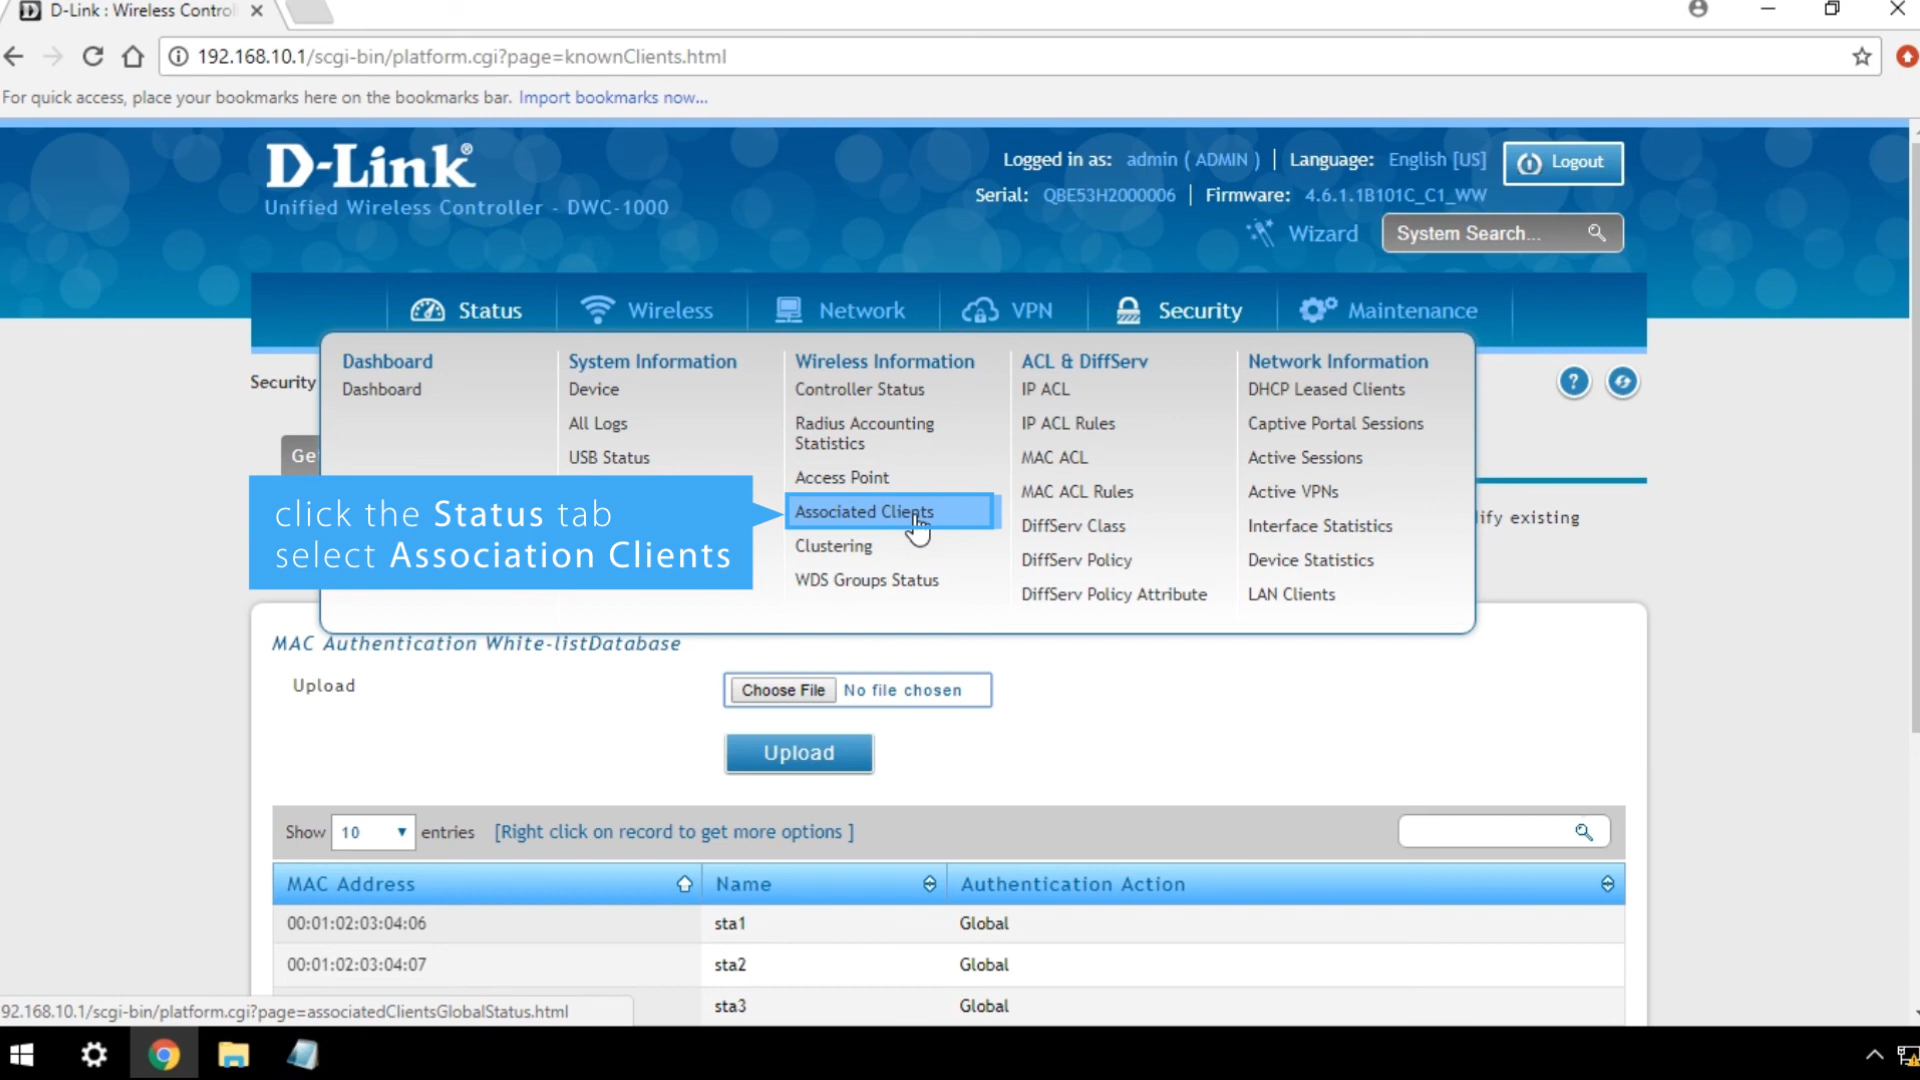 D-Link : Wireless Control
192.168.10.1/scgi-bin/platform.cgi?page=knownClients.html
For quick access, place your bookmarks here on the bookmarks bar. Import bookmarks now...
D-Link®
Unified Wireless Controller - DWC-1000
Logged in as: admin ( ADMIN ) | Language: English [US]
Logout
Serial: QBE53H2000006 | Firmware: 4.6.1.1B101C_C1_WW
Wizard
System Search...
Status
Wireless
Network
VPN
Security
Maintenance
Security
?
Dashboard
Dashboard
System Information
Device
All Logs
USB Status
Wireless Information
Controller Status
Radius Accounting
Statistics
Access Point
Associated Clients
Clustering
WDS Groups Status
ACL & DiffServ
IP ACL
IP ACL Rules
MAC ACL
MAC ACL Rules
DiffServ Class
DiffServ Policy
DiffServ Policy Attribute
Network Information
DHCP Leased Clients
Captive Portal Sessions
Active Sessions
Active VPNs
Interface Statistics
Device Statistics
LAN Clients
Ge
ify existing
click the Status tab
select Association Clients
MAC Authentication White-listDatabase
Upload
Choose File No file chosen
Upload
Show 10 entries [Right click on record to get more options ]
MAC Address Name Authentication Action
00:01:02:03:04:06 sta1 Global
00:01:02:03:04:07 sta2 Global
sta3 Global
92.168.10.1/scgi-bin/platform.cgi?page=associatedClientsGlobalStatus.html